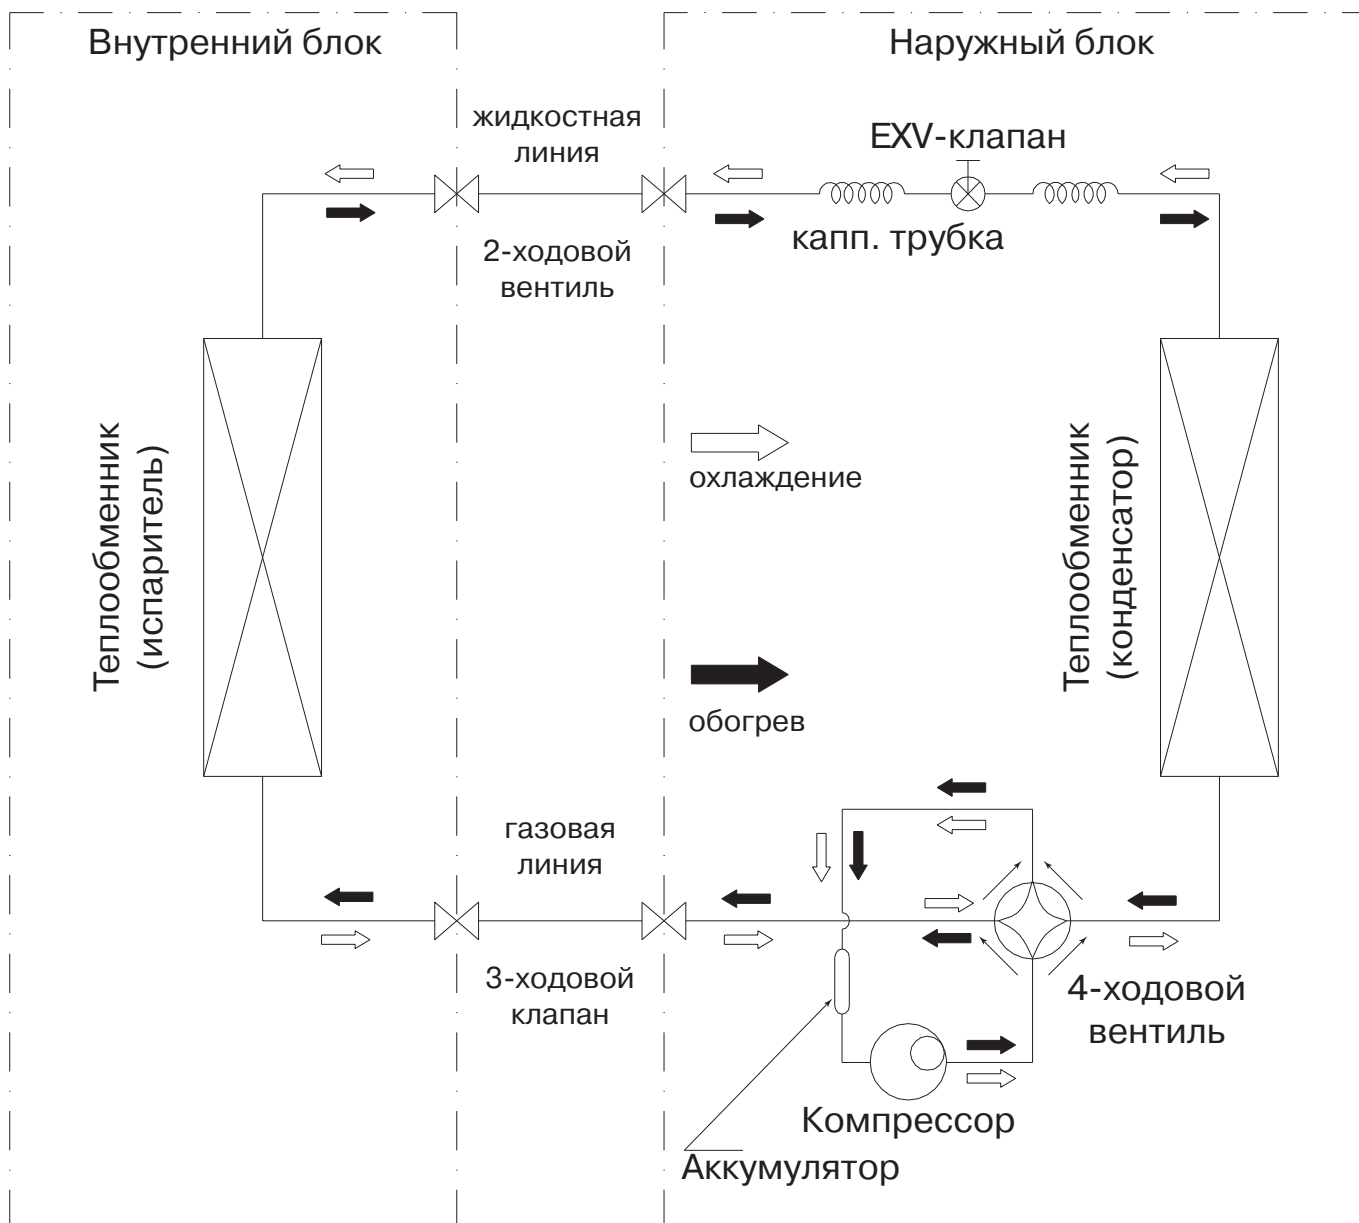 Внутренний блок
Наружный блок
жидкостная
линия
EXV-клапан
капп. трубка
2-ходовой
вентиль
Теплообменник
(испаритель)
охлаждение
Теплообменник
(конденсатор)
обогрев
газовая
линия
3-ходовой
клапан
4-ходовой
вентиль
Компрессор
Аккумулятор